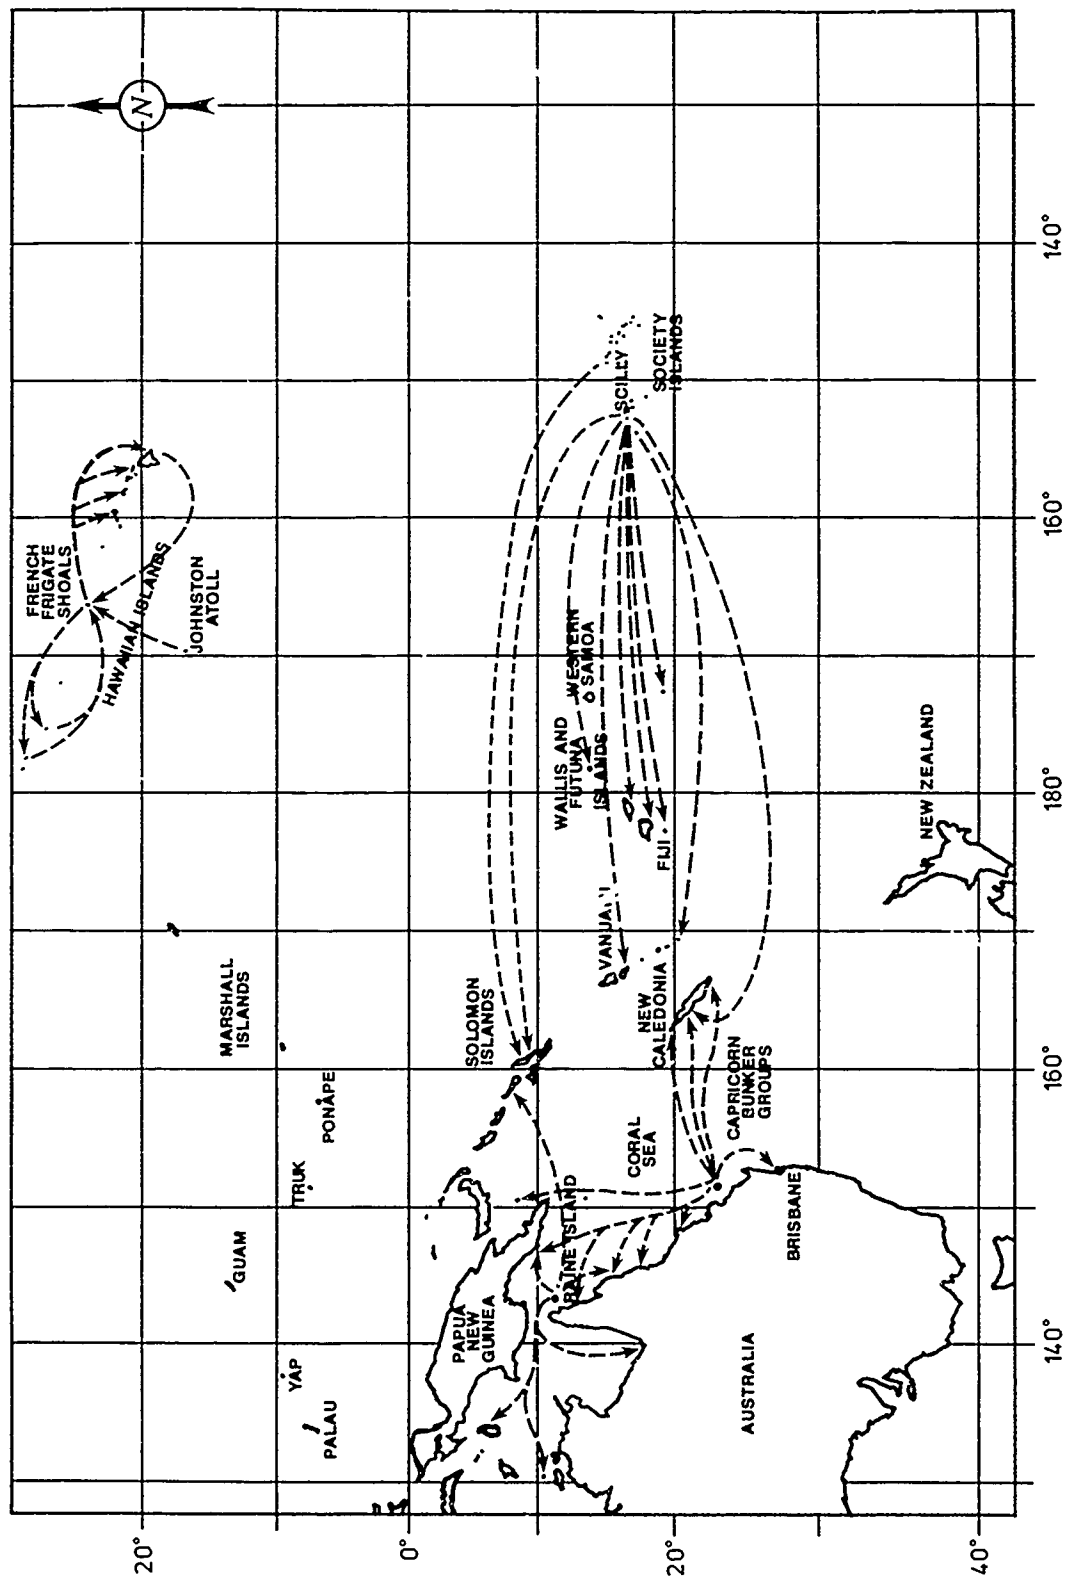 N
FRENCH
FRIGATE
SHOALS
HAWAIIAN ISLANDS
JOHNSTON
ATOLL
MARSHALL
ISLANDS
GUAM
TRUK
PONAPE
YAP
PALAU
SOLOMON
ISLANDS
PAPUA
NEW
GUINEA
RAINE ISLAND
CORAL
SEA
WALLIS AND
FUTUNA
ISLANDS
WESTERN
SAMOA
SCILLY
SOCIETY
ISLANDS
FIJI
NEW
CALEDONIA
CAPRICORN
BUNKER
GROUPS
BRISBANE
AUSTRALIA
NEW ZEALAND
20°
0°
20°
40°
140°
160°
180°
160°
140°